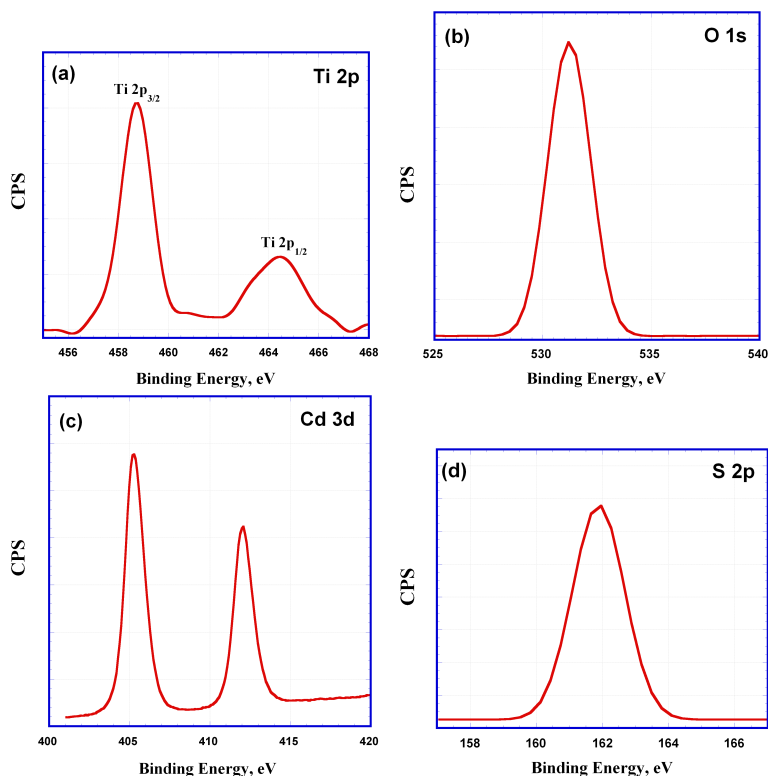 (a)
Ti 2p
Ti 2p3/2
Ti 2p1/2
CPS
456 458 460 462 464 466 468
Binding Energy, eV
(b)
O 1s
CPS
525 530 535 540
Binding Energy, eV
(c)
Cd 3d
CPS
400 405 410 415 420
Binding Energy, eV
(d)
S 2p
CPS
158 160 162 164 166
Binding Energy, eV